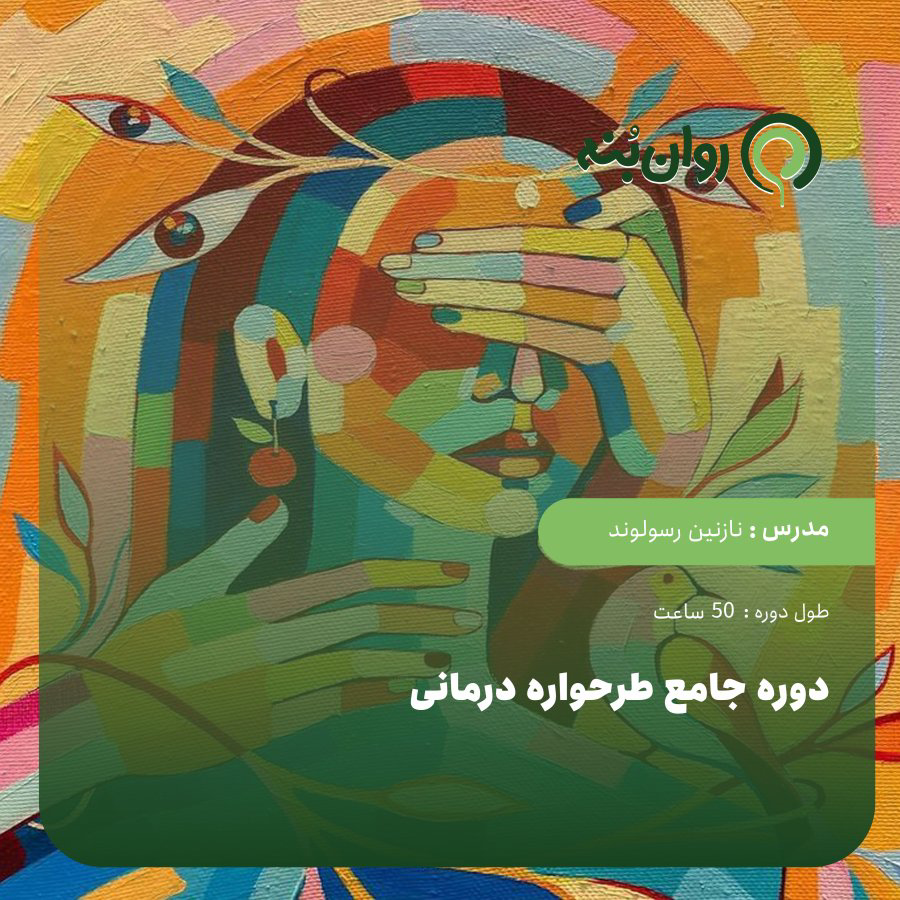 روان‌بُنه
مدرس : نازنین رسولوند
طول دوره : 50 ساعت
دوره جامع طرحواره درمانی